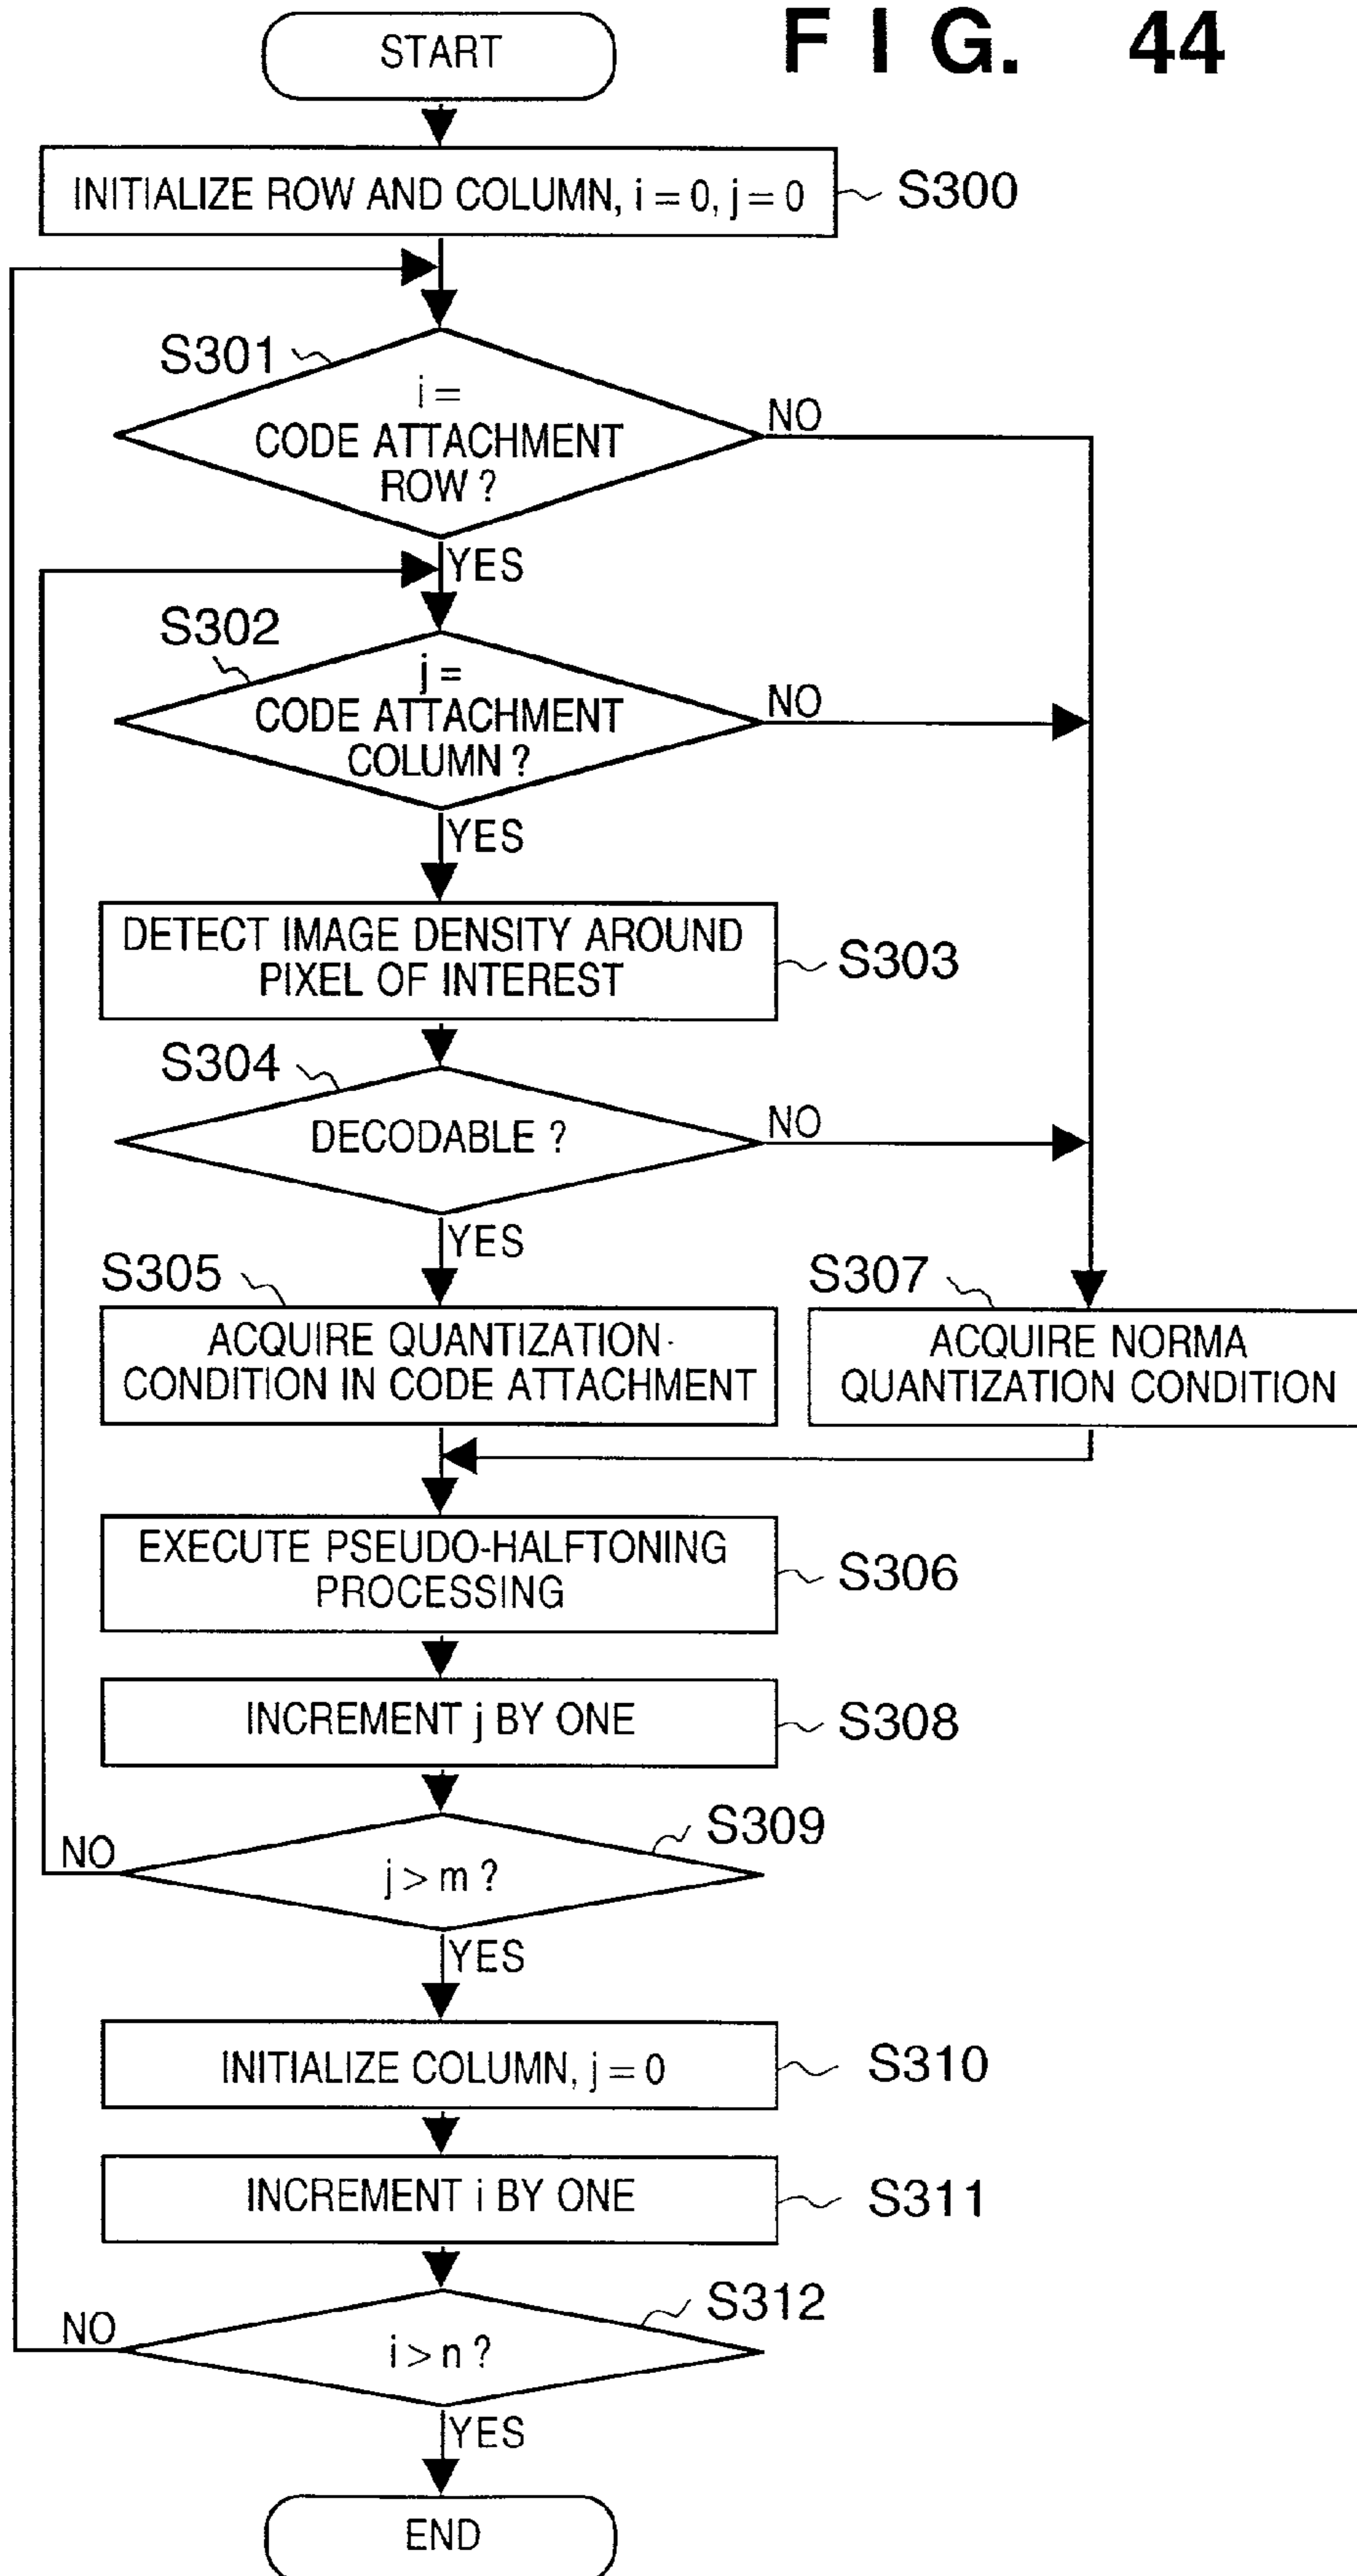 FIG. 44
START
INITIALIZE ROW AND COLUMN, i = 0, j = 0
S300
S301
i =
CODE ATTACHMENT
ROW ?
NO
YES
S302
j =
CODE ATTACHMENT
COLUMN ?
NO
YES
DETECT IMAGE DENSITY AROUND
PIXEL OF INTEREST
S303
S304
DECODABLE ?
NO
YES
S305
ACQUIRE QUANTIZATION
CONDITION IN CODE ATTACHMENT
S307
ACQUIRE NORMA
QUANTIZATION CONDITION
EXECUTE PSEUDO-HALFTONING
PROCESSING
S306
INCREMENT j BY ONE
S308
S309
NO
j > m ?
YES
INITIALIZE COLUMN, j = 0
S310
INCREMENT i BY ONE
S311
S312
NO
i > n ?
YES
END